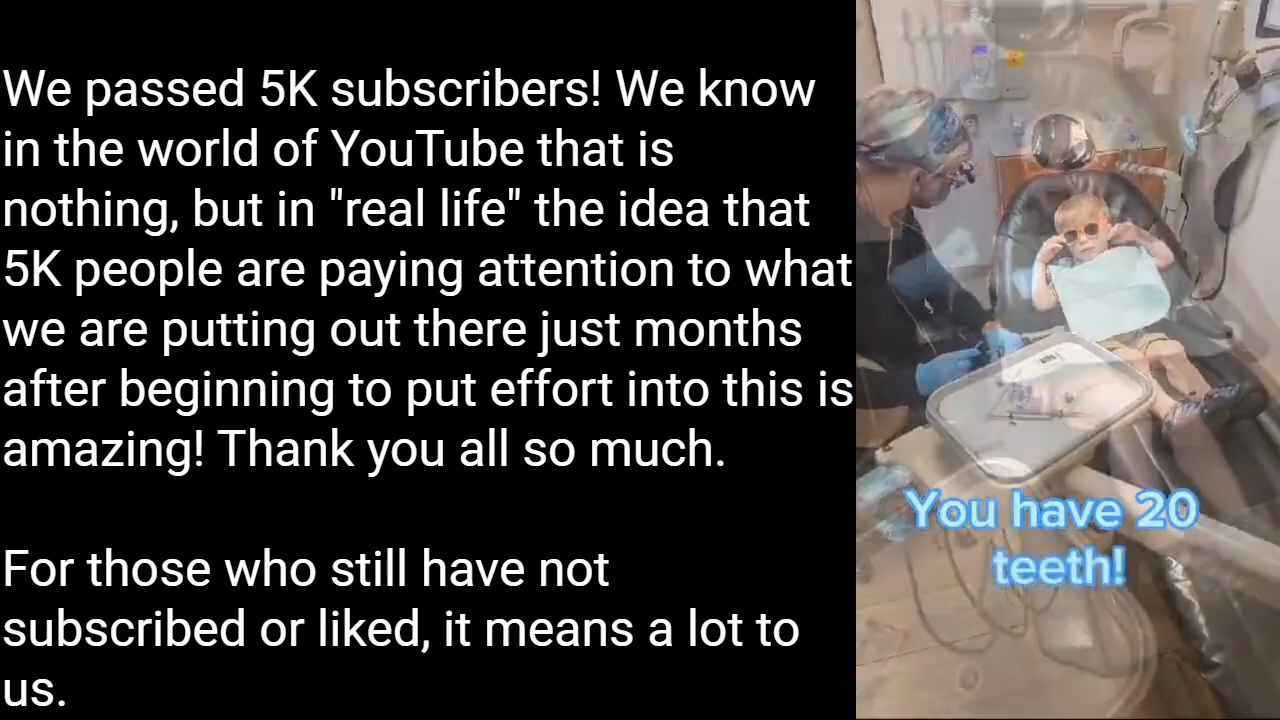 We passed 5K subscribers! We know
in the world of YouTube that is
nothing, but in "real life" the idea that
5K people are paying attention to what
we are putting out there just months
after beginning to put effort into this is
amazing! Thank you all so much.
For those who still have not
subscribed or liked, it means a lot to
us.
You have 20
teeth!